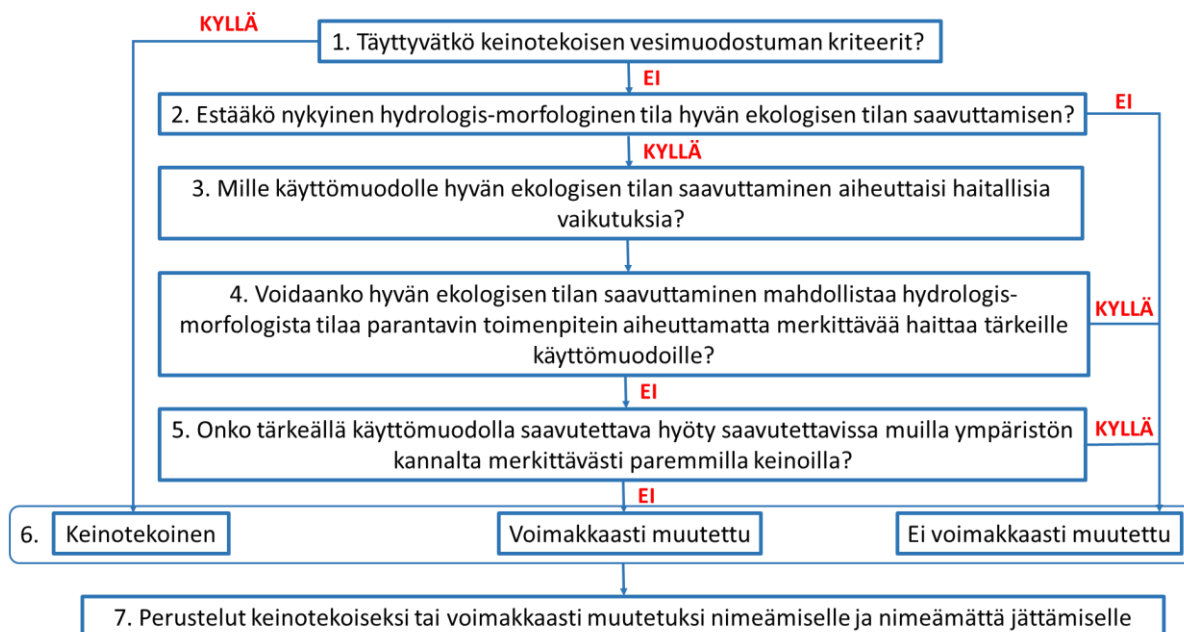 KYLLÄ
1. Täyttyvätkö keinotekoisen vesimuodostuman kriteerit?
EI
2. Estääkö nykyinen hydrologis-morfologinen tila hyvän ekologisen tilan saavuttamisen?
EI
KYLLÄ
3. Mille käyttömuodolle hyvän ekologisen tilan saavuttaminen aiheuttaisi haitallisia
vaikutuksia?
4. Voidaanko hyvän ekologisen tilan saavuttaminen mahdollistaa hydrologis-
morfologista tilaa parantavin toimenpitein aiheuttamatta merkittävää haittaa tärkeille
käyttömuodoille?
KYLLÄ
EI
5. Onko tärkeällä käyttömuodolla saavutettava hyöty saavutettavissa muilla ympäristön
kannalta merkittävästi paremmilla keinoilla?
KYLLÄ
EI
6.
Keinotekoinen
Voimakkaasti muutettu
Ei voimakkaasti muutettu
7. Perustelut keinotekoiseksi tai voimakkaasti muutetuksi nimeämiselle ja nimeämättä jättämiselle